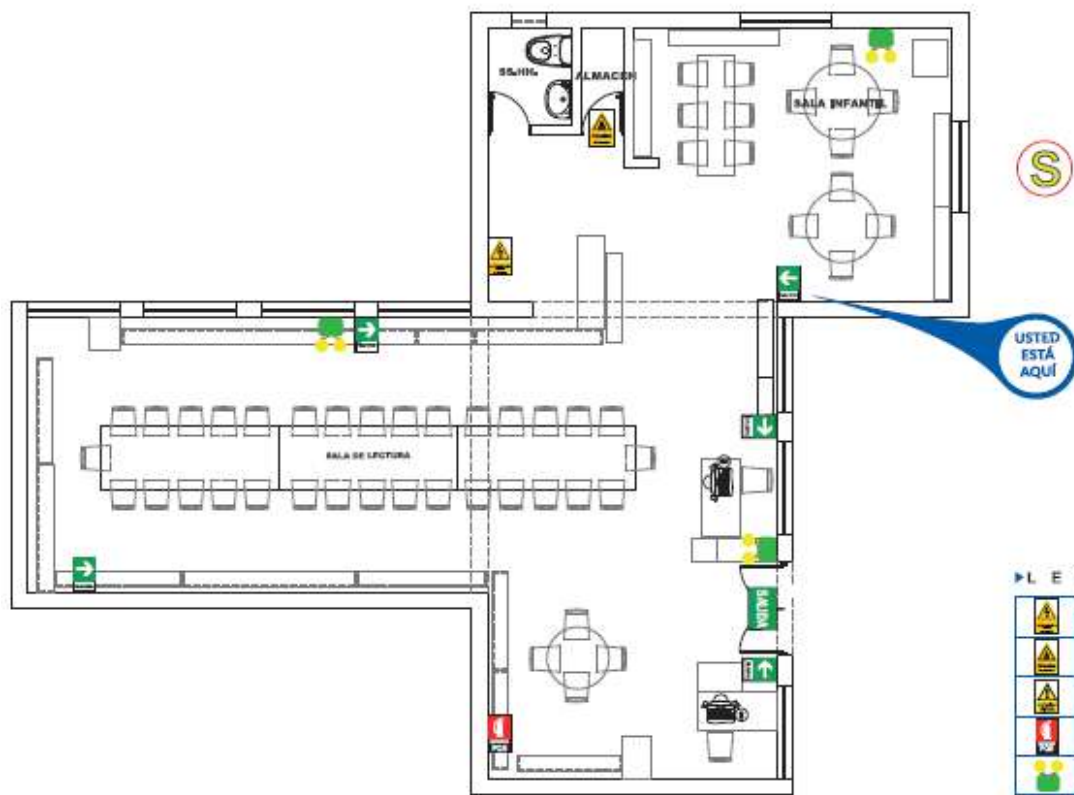 SS.HH.
ALMACEN
SALA INFANTIL
S
USTED
ESTÁ
AQUÍ
SALA DE LECTURA
SALIDA
L E